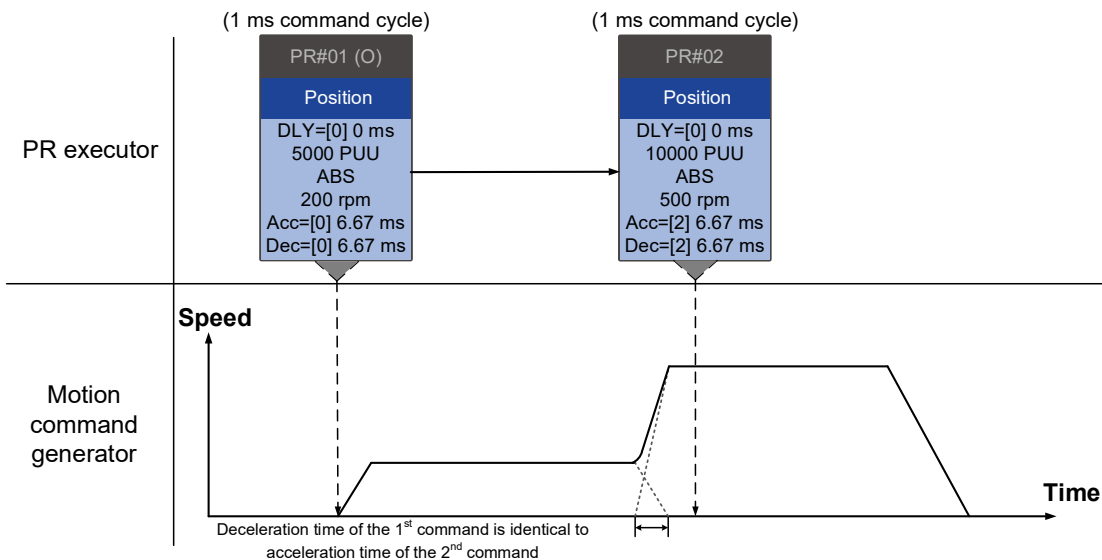 (1 ms command cycle)
(1 ms command cycle)
PR#01 (O)
Position
DLY=[0] 0 ms
5000 PUU
ABS
200 rpm
Acc=[0] 6.67 ms
Dec=[0] 6.67 ms
PR#02
Position
DLY=[0] 0 ms
10000 PUU
ABS
500 rpm
Acc=[2] 6.67 ms
Dec=[2] 6.67 ms
PR executor
Speed
Motion
command
generator
Time
Deceleration time of the 1st command is identical to
acceleration time of the 2nd command